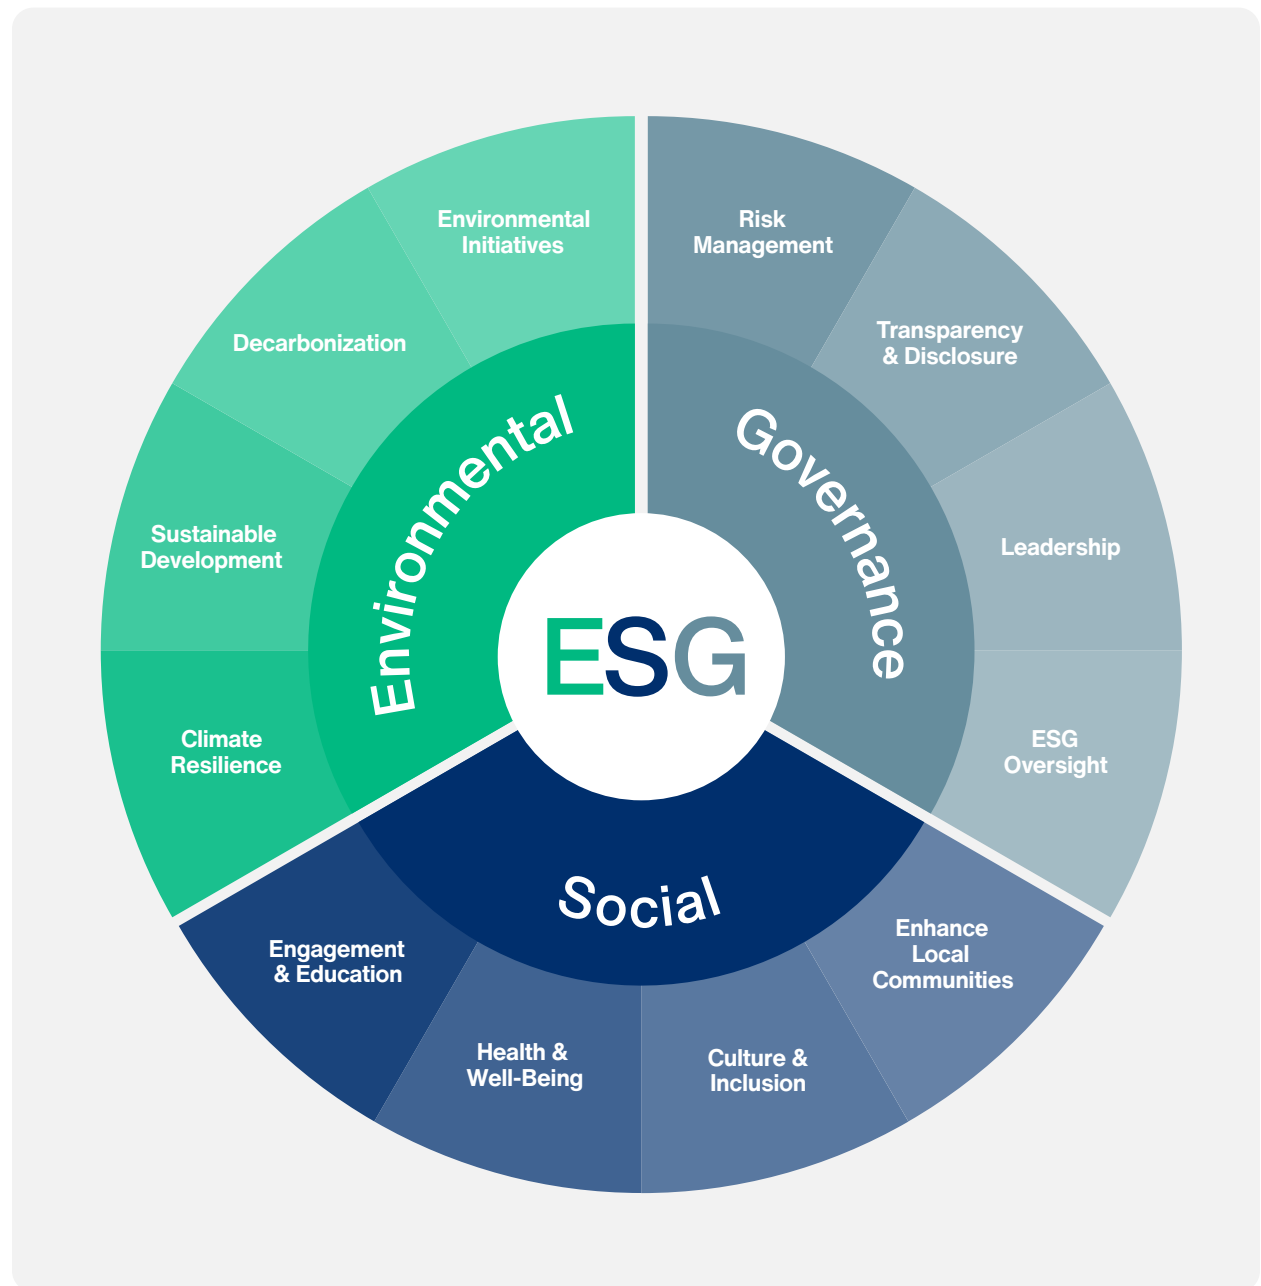 Environmental
Initiatives
Risk
Management
Decarbonization
Transparency
& Disclosure
Sustainable
Development
Leadership
Climate
Resilience
ESG
Oversight
Environmental
Governance
ESG
Social
Engagement
& Education
Enhance
Local
Communities
Health &
Well-Being
Culture &
Inclusion